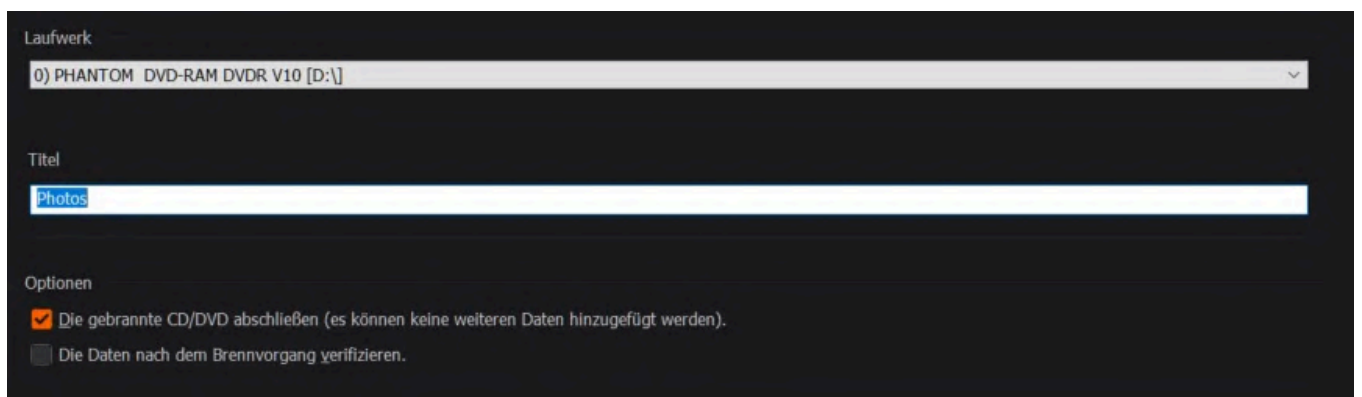 Laufwerk
0) PHANTOM  DVD-RAM DVDR V10 [D:\]
Titel
Photos
Optionen
Die gebrannte CD/DVD abschließen (es können keine weiteren Daten hinzugefügt werden).
Die Daten nach dem Brennvorgang verifizieren.